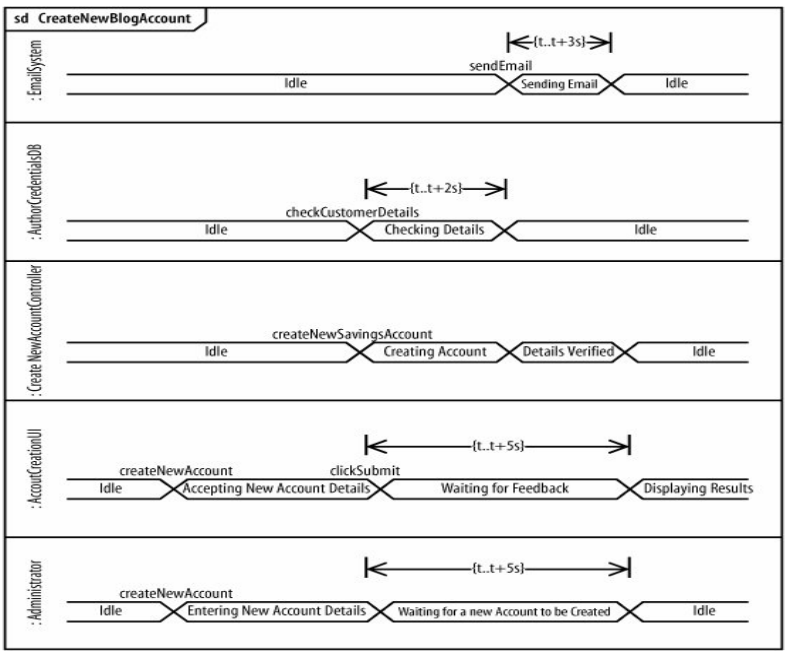 sd CreateNewBlogAccount
: EmailSystem
{t..t+3s}
sendEmail
Idle
Sending Email
Idle
: AuthorCredentialsDB
{t..t+2s}
checkCustomerDetails
Idle
Checking Details
Idle
: Create NewAccountController
createNewSavingsAccount
Idle
Creating Account
Details Verified
Idle
: AccoutCreationUI
{t..t+5s}
createNewAccount
clickSubmit
Idle
Accepting New Account Details
Waiting for Feedback
Displaying Results
: Administrator
{t..t+5s}
createNewAccount
Idle
Entering New Account Details
Waiting for a new Account to be Created
Idle